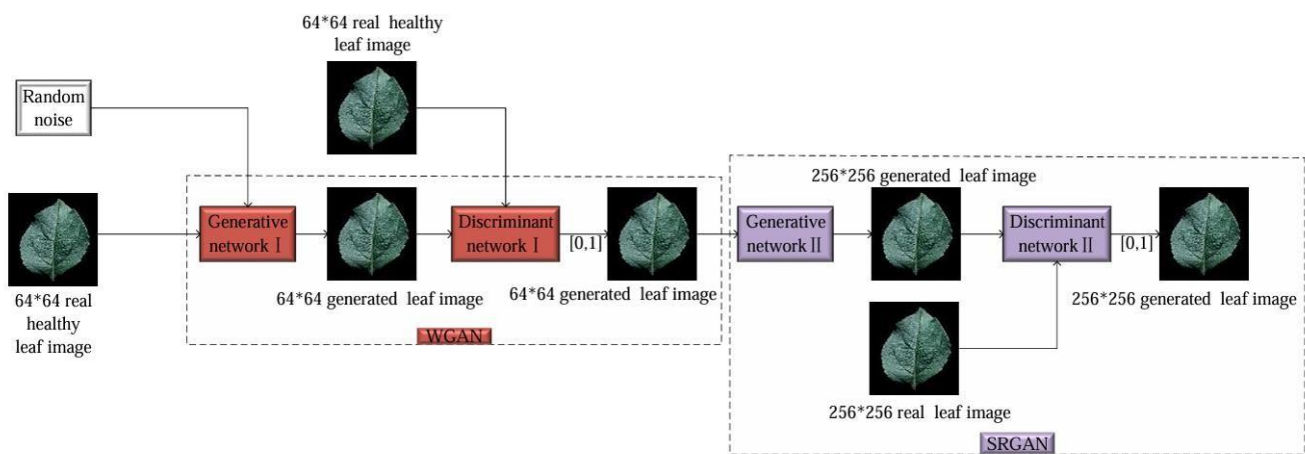 64*64 real healthy
leaf image
Random
noise
256*256 generated leaf image
Generative
network I
Discriminant
network I
[0,1]
Generative
network II
Discriminant
network II
[0,1]
64*64 real
healthy
leaf image
64*64 generated leaf image
64*64 generated leaf image
256*256 generated leaf image
WGAN
256*256 real leaf image
SRGAN